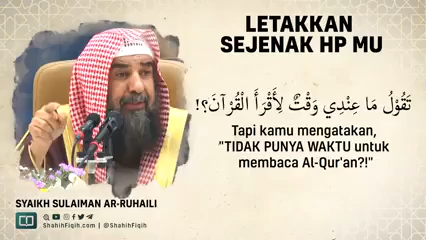 LETAKKAN
SEJENAK HP MU
تَقُوْلُ مَا عِنْدِي وَقْتٌ لِأَقْرَأَ الْقُرْآنَ؟!
Tapi kamu mengatakan,
"TIDAK PUNYA WAKTU untuk
membaca Al-Qur'an?!"
SYAIKH SULAIMAN AR-RUHAILI
ShahihFiqih.com | @ShahihFiqih